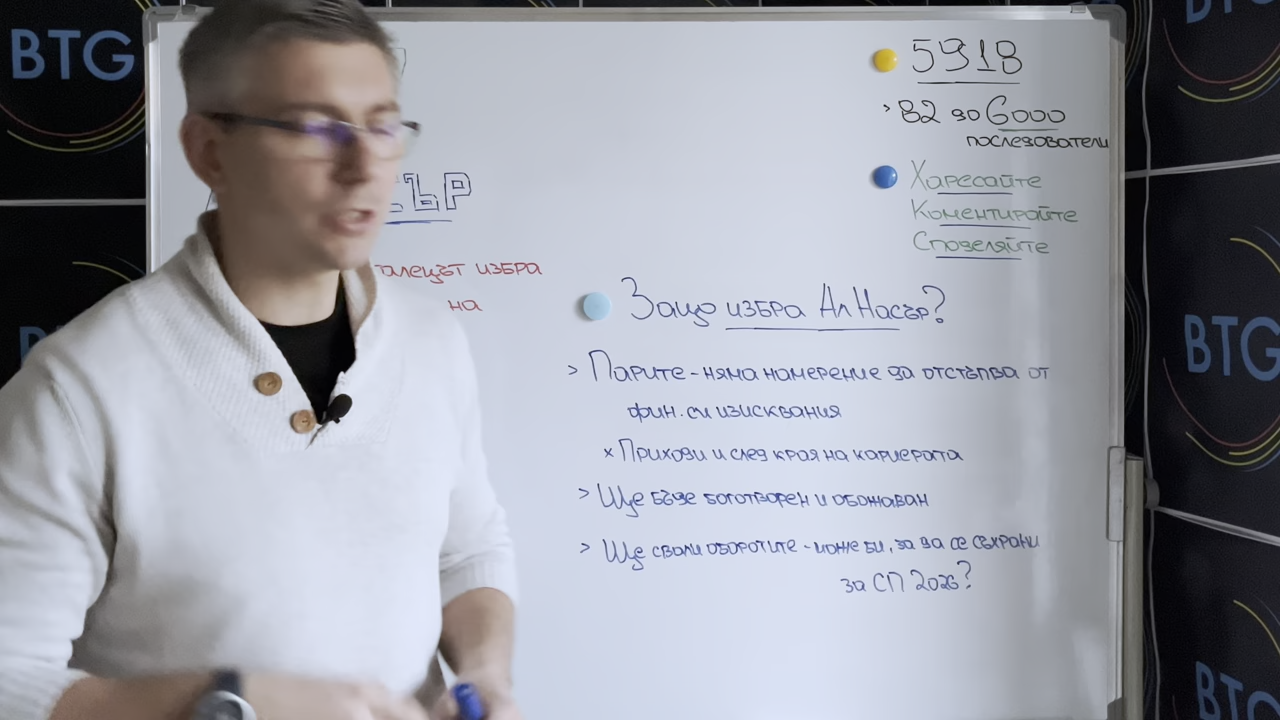 BTG
5918
> 82 до 6000
последователи
Харесайте
Коментирайте
Споделяйте
избра
на
Защо избра Ал Насър?
> Парите - няма намерение да отстъпва от
фин. си изисквания
x Приходи и след края на кариерата
> Ще бъде боготворен и обожаван
> Ще свали оборотите - може би, за да се съхрани
за СП 2026?
BTG
BTG